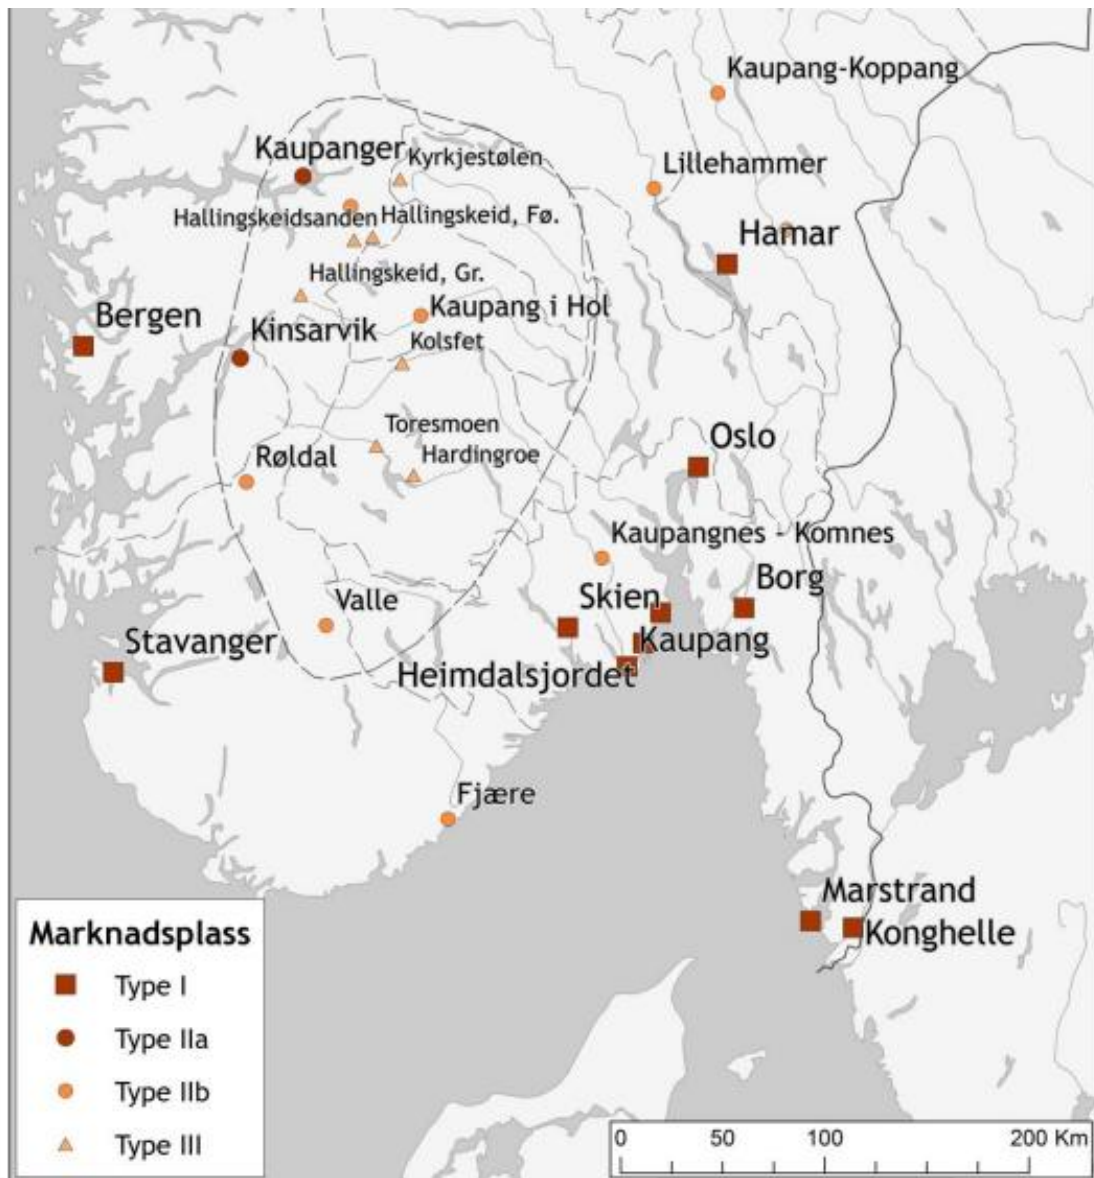 Kaupang-Koppang
Kaupanger
Kyrkjestølen
Lillehammer
Hallingskeidsanden
Hallingskeid, Fø.
Hamar
Hallingskeid, Gr.
Bergen
Kaupang i Hol
Kinsarvik
Kolsfet
Toresmoen
Oslo
Røldal
Hardingroe
Kaupangnes - Komnes
Borg
Valle
Skien
Stavanger
Kaupang
Heimdalsjordet
Fjære
Marstrand
Konghelle
Marknadsplass
Type I
Type IIa
Type IIb
Type III
0 50 100 200 Km